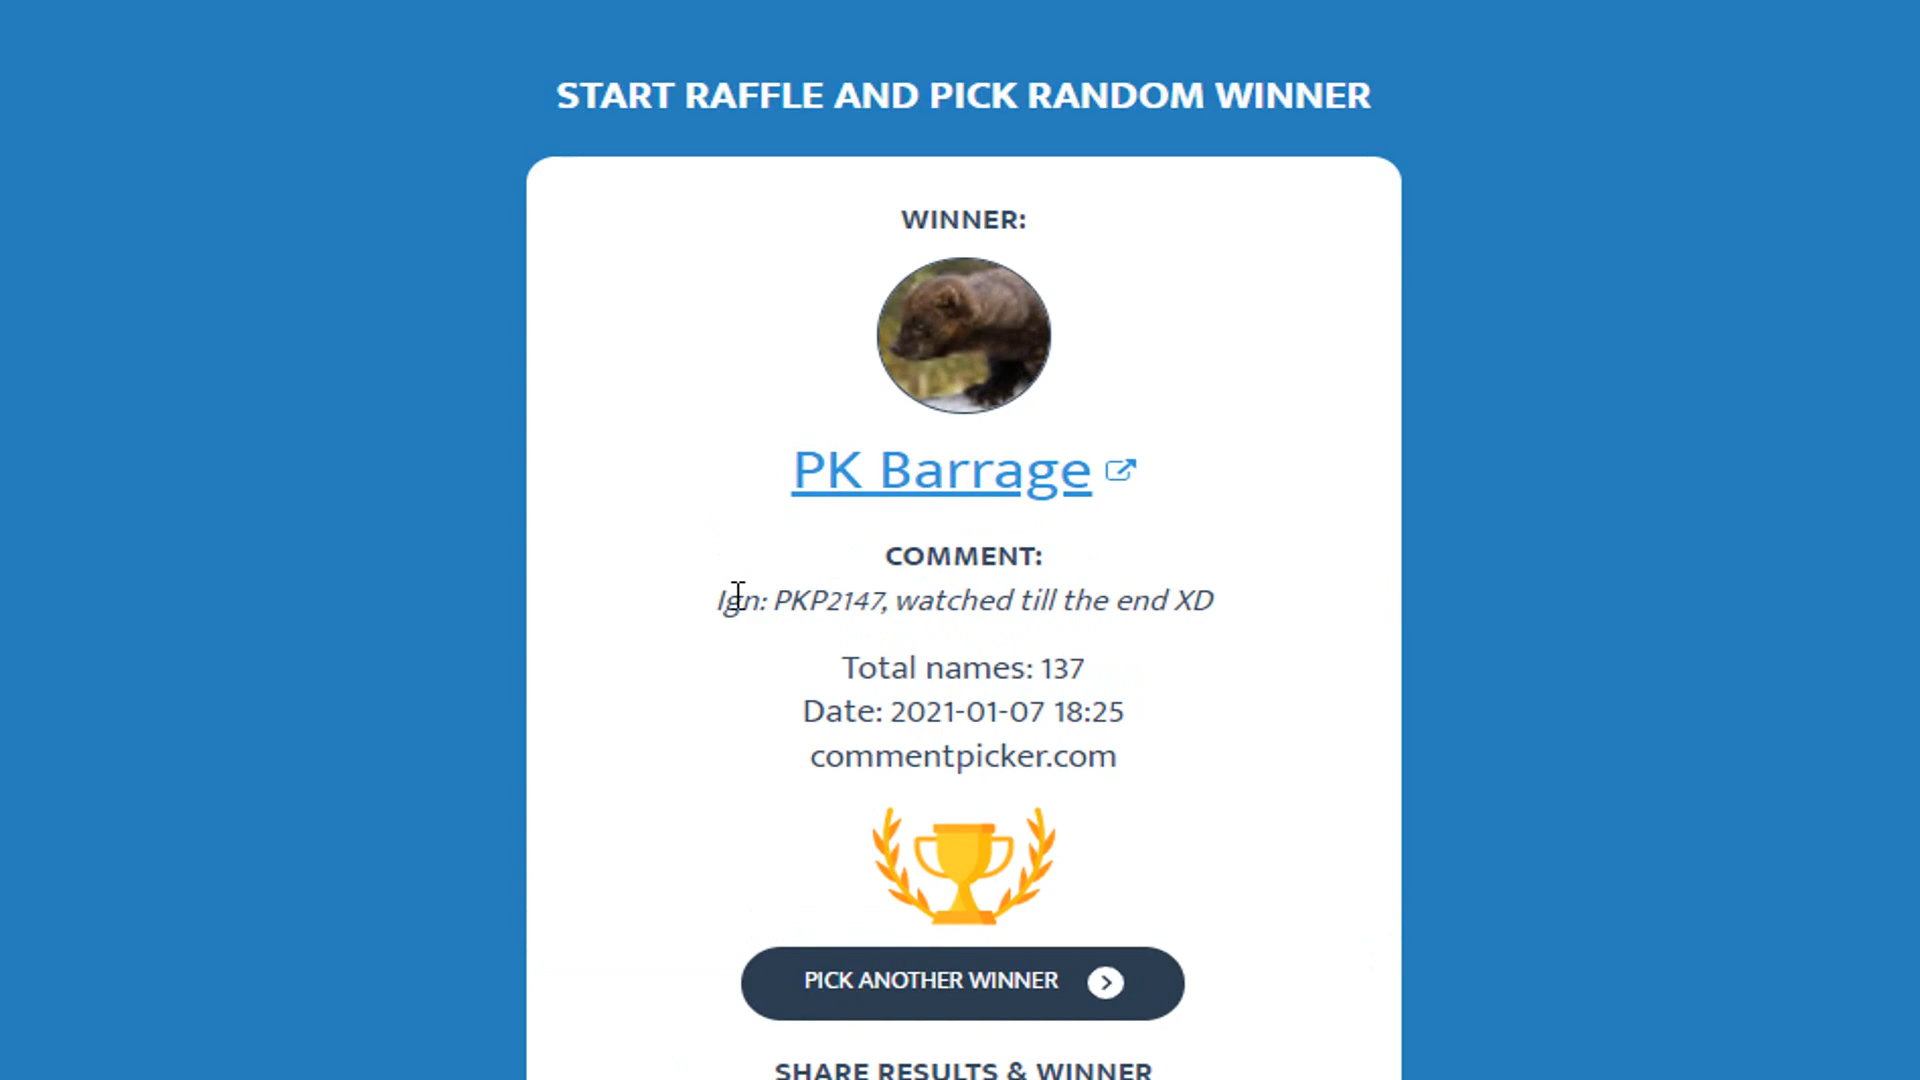 START RAFFLE AND PICK RANDOM WINNER
WINNER:
PK Barrage
COMMENT:
Ign: PKP2147, watched till the end XD
Total names: 137
Date: 2021-01-07 18:25
commentpicker.com
PICK ANOTHER WINNER
SHARE RESULTS & WINNER